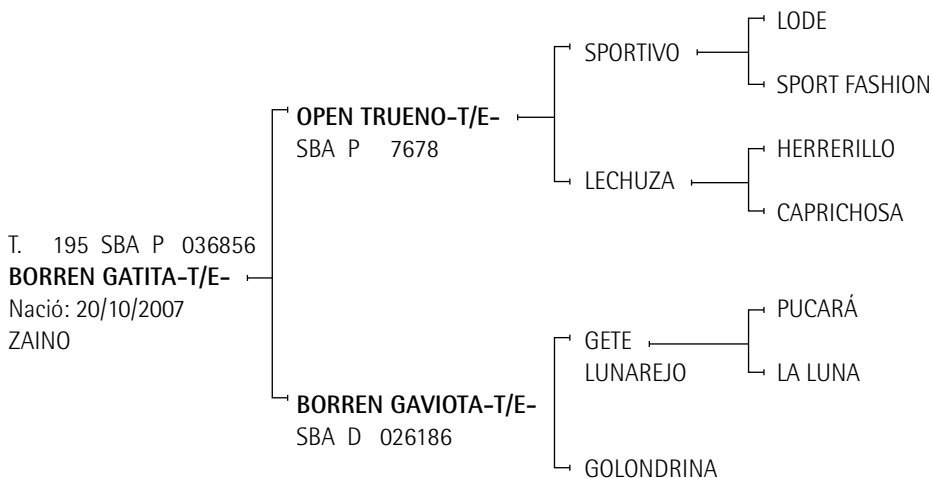 LODE
SPORTIVO
SPORT FASHION
OPEN TRUENO-T/E-
SBA P 7678
HERRERILLO
LECHUZA
CAPRICHOSA
T. 195 SBA P 036856
BORREN GATITA-T/E-
Nació: 20/10/2007
ZAINO
PUCARÁ
GETE
LUNAREJO
LA LUNA
BORREN GAVIOTA-T/E-
SBA D 026186
GOLONDRINA